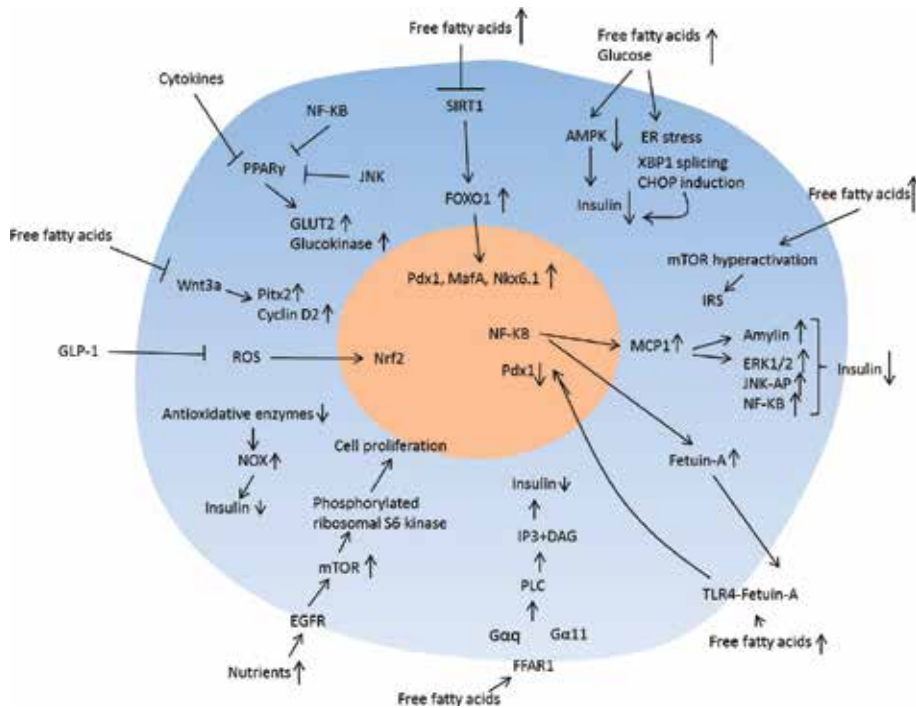 Free fatty acids
Free fatty acids
Glucose
Cytokines
NF-KB
SIRT1
AMPK
ER stress
PPARγ
JNK
XBP1 splicing
CHOP induction
FOXO1
Insulin
Free fatty acids
GLUT2
Glucokinase
Free fatty acids
mTOR hyperactivation
Wnt3a
Pitx2
Cyclin D2
Pdx1, MafA, Nkx6.1
IRS
NF-KB
MCP1
Amylin
GLP-1
ROS
Nrf2
Pdx1
ERK1/2
JNK-AP
NF-KB
Insulin
Antioxidative enzymes
Cell proliferation
NOX
Fetuin-A
Insulin
Phosphorylated
ribosomal S6 kinase
Insulin
IP3+DAG
mTOR
PLC
TLR4-Fetuin-A
EGFR
Gαq
Gα11
Free fatty acids
Nutrients
FFAR1
Free fatty acids